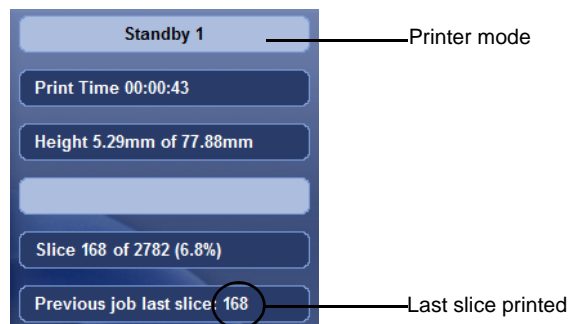 Standby 1
Printer mode
Print Time 00:00:43
Height 5.29mm of 77.88mm
Slice 168 of 2782 (6.8%)
Previous job last slice: 168
Last slice printed